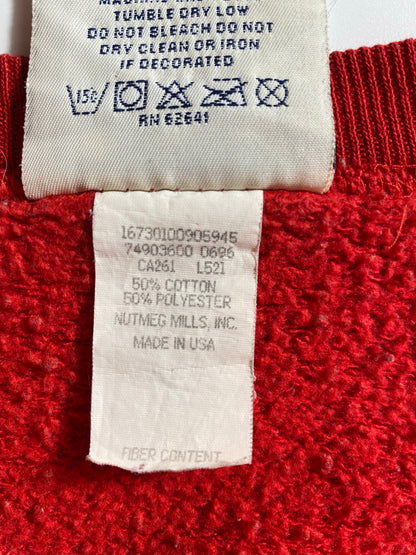 TUMBLE DRY LOW
DO NOT BLEACH DO NOT
DRY CLEAN OR IRON
IF DECORATED
15c
RN 62641
16730100905945
74903600 0696
CA261 L521
50% COTTON
50% POLYESTER
NUTMEG MILLS, INC.
MADE IN USA
FIBER CONTENT